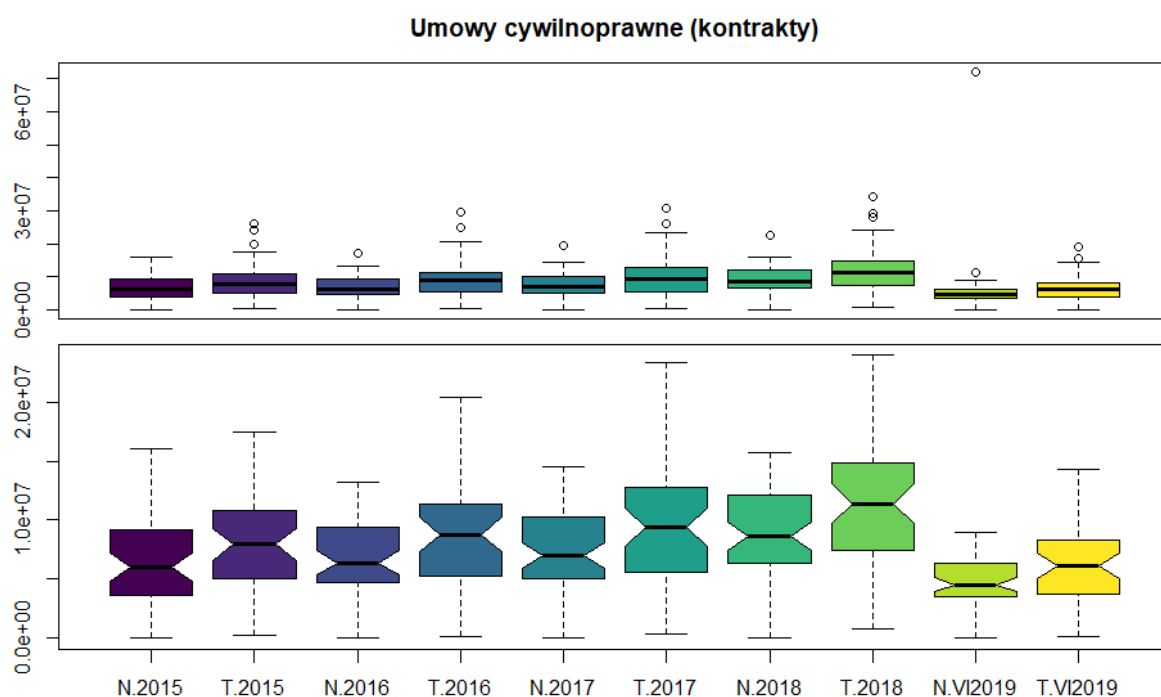 Umowy cywilnoprawne (kontrakty)
6e+07
3e+07
0e+00
2.0e+07
1.0e+07
0.0e+00
N.2015 T.2015 N.2016 T.2016 N.2017 T.2017 N.2018 T.2018 N.VI2019 T.VI2019